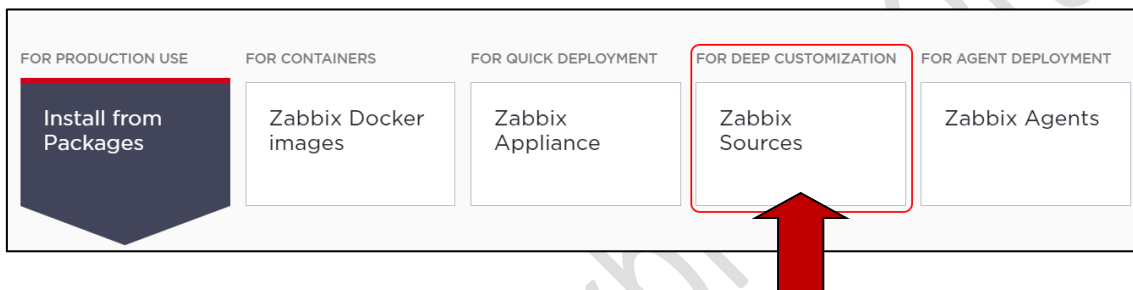 FOR PRODUCTION USE
Install from
Packages
FOR CONTAINERS
Zabbix Docker
images
FOR QUICK DEPLOYMENT
Zabbix
Appliance
FOR DEEP CUSTOMIZATION
Zabbix
Sources
FOR AGENT DEPLOYMENT
Zabbix Agents